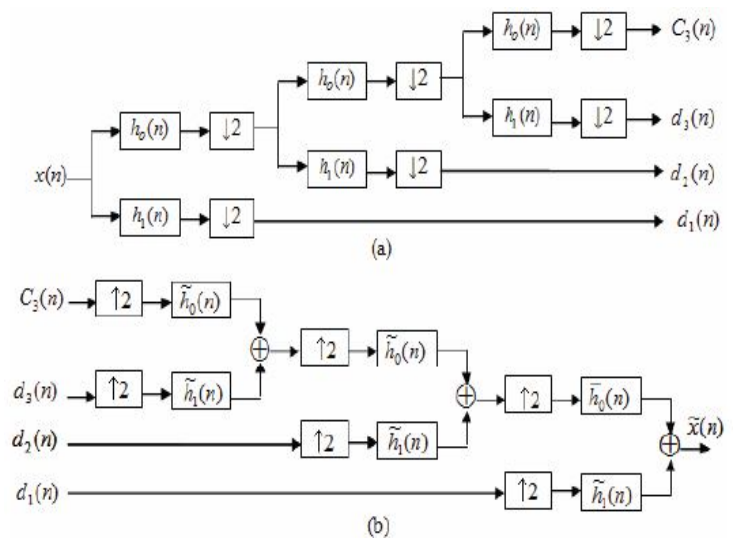 h₀(n) ↓2 C₃(n)
h₀(n) ↓2
h₁(n) ↓2 d₃(n)
h₀(n) ↓2
x(n)
h₁(n) ↓2 d₂(n)
h₁(n) ↓2 d₁(n)
(a)
C₃(n) ↑2 h̃₀(n)
⊕ ↑2 h̃₀(n)
d₃(n) ↑2 h̃₁(n)
⊕ ↑2 h̄₀(n)
x̃(n)
d₂(n) ↑2 h̃₁(n)
⊕
d₁(n) ↑2 h̃₁(n)
(b)